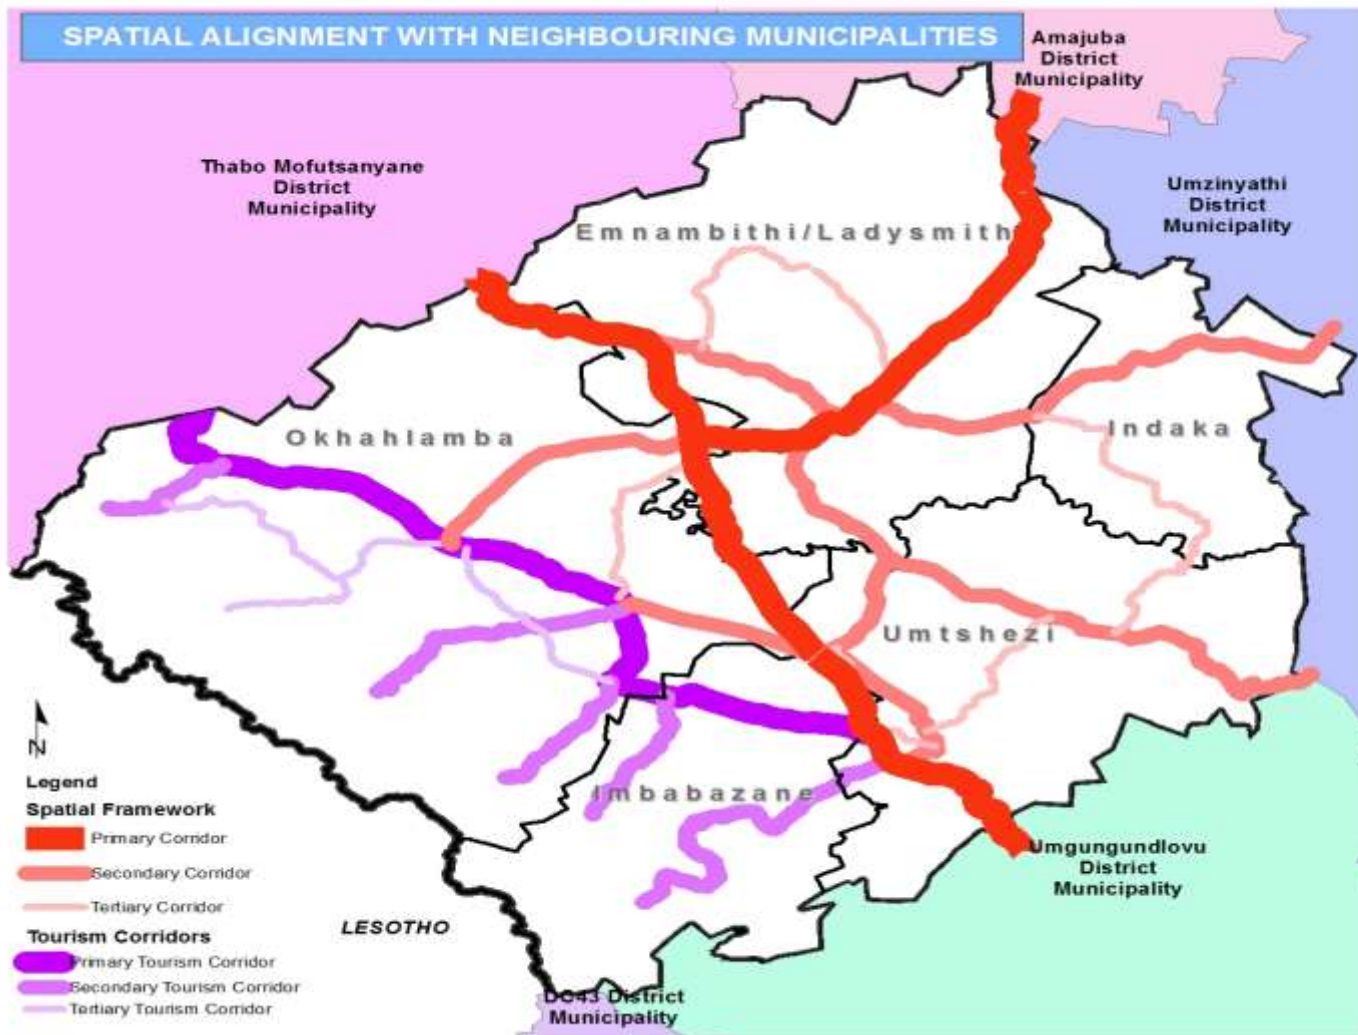 SPATIAL ALIGNMENT WITH NEIGHBOURING MUNICIPALITIES
Amajuba
District
Municipality
Thabo Mofutsanyane
District
Municipality
Umzinyathi
District
Municipality
Emnambithi/Ladysmith
Okhahlamba
Indaka
Umtshezi
Imbabazane
N
Legend
Spatial Framework
Primary Corridor
Secondary Corridor
Tertiary Corridor
Tourism Corridors
Primary Tourism Corridor
Secondary Tourism Corridor
Tertiary Tourism Corridor
LESOTHO
Umgungundlovu
District
Municipality
DC43 District
Municipality